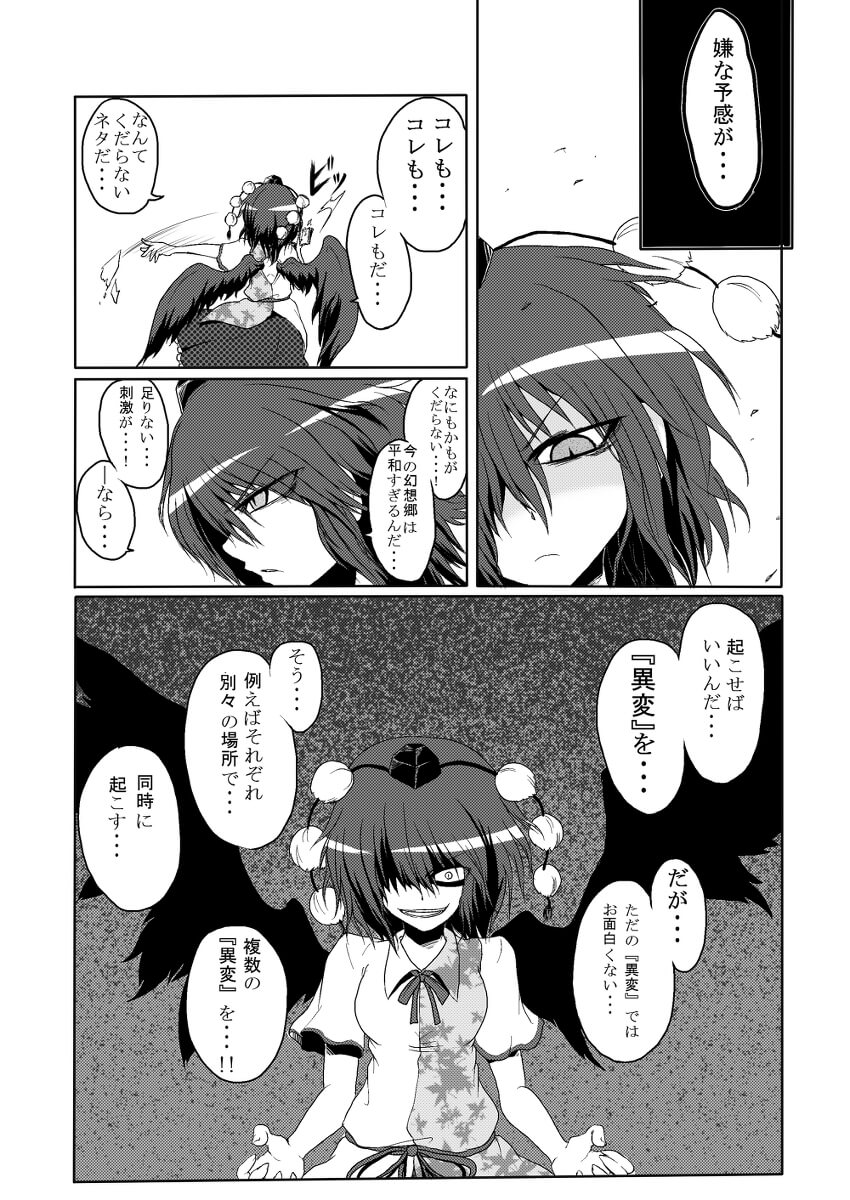 嫌な予感が・・・
コレも・・・
コレも・・・
コレもだ・・・
ビッ
なんて
くだらない
ネタだ・・・
なにもかもが
くだらない・・・!
今の幻想郷は
平和すぎるんだ・・・
足りない・・・
刺激が・・・!
―なら・・・
起こせば
いいんだ・・・
『異変』を・・・
だが・・・
ただの『異変』では
お面白くない・・・
そう・・・
例えばそれぞれ
別々の場所で・・・
同時に
起こす・・・
複数の
『異変』を・・・!!